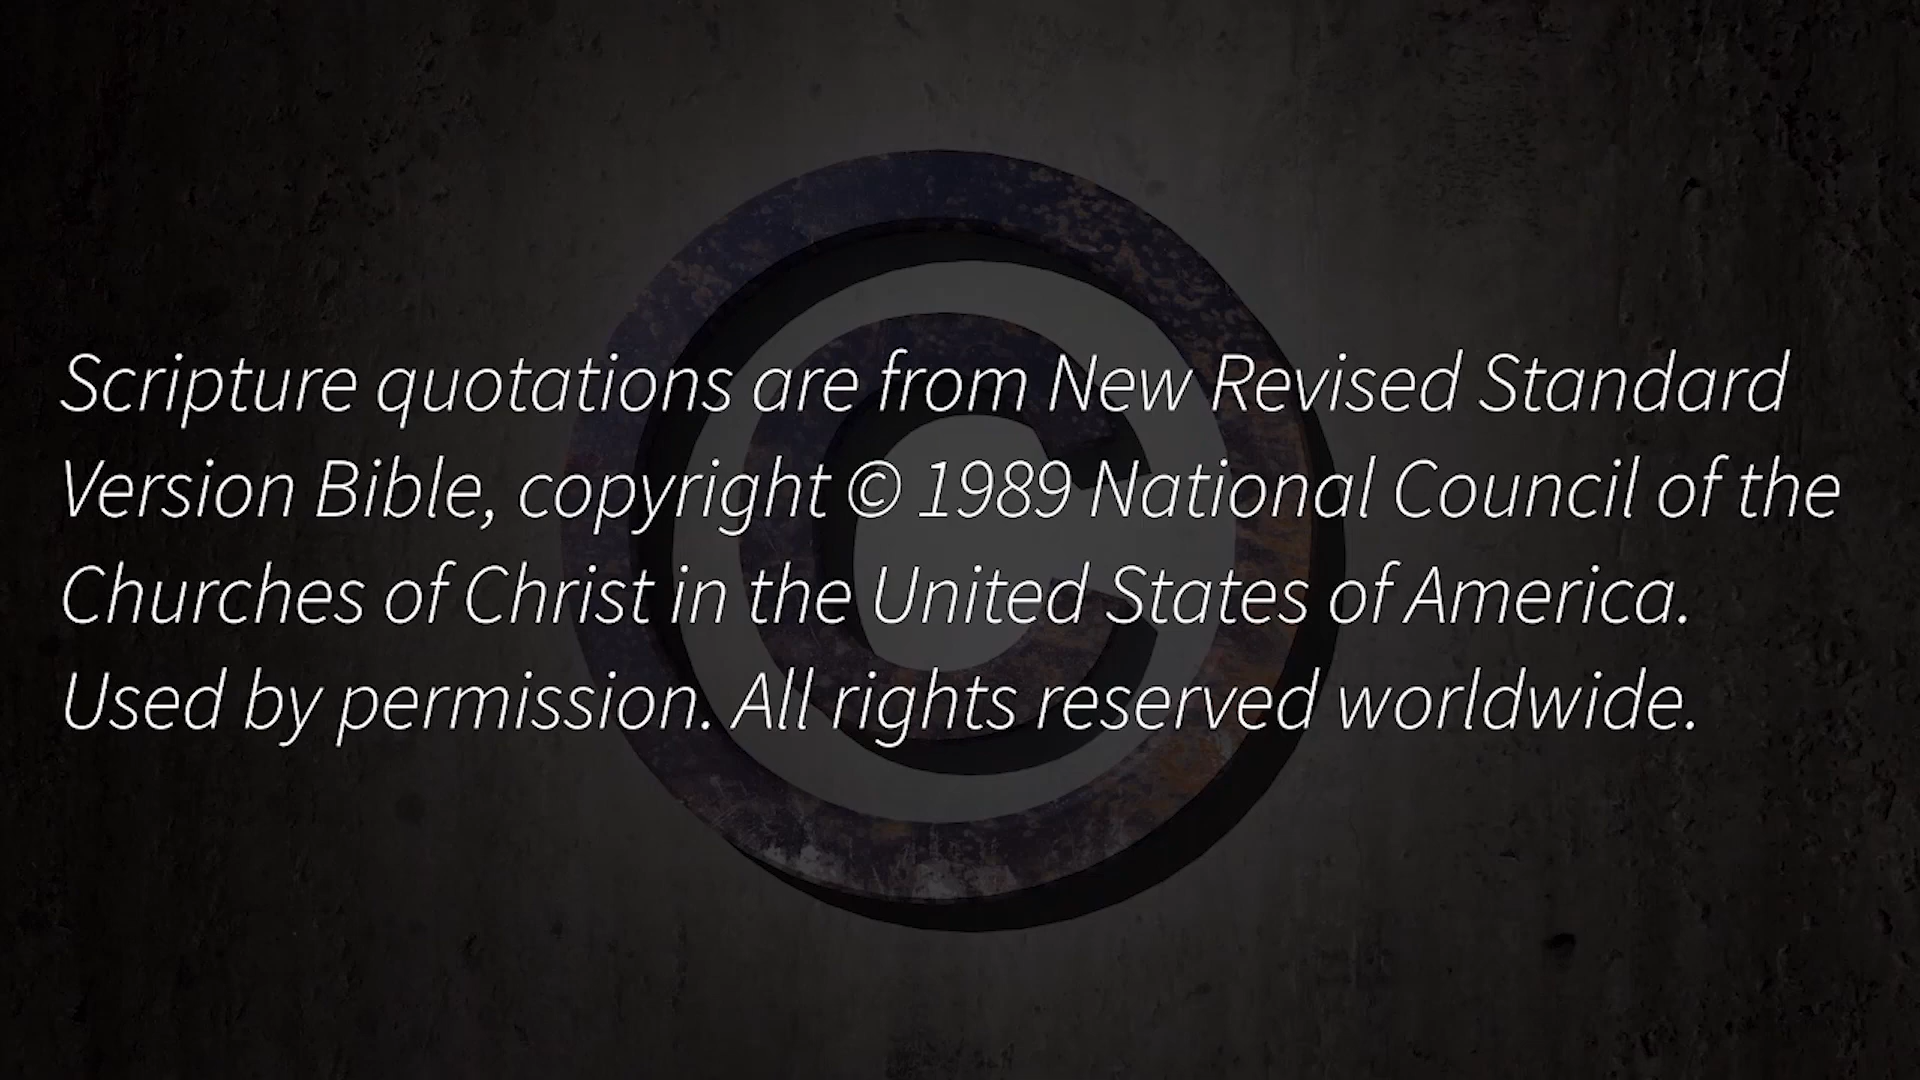 Scripture quotations are from New Revised Standard
Version Bible, copyright © 1989 National Council of the
Churches of Christ in the United States of America.
Used by permission. All rights reserved worldwide.